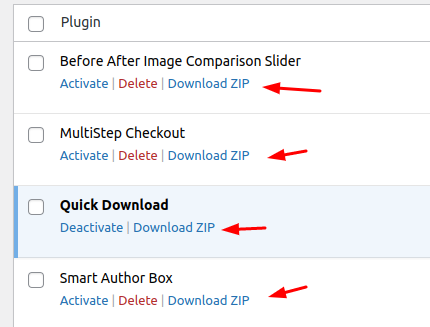 Plugin
Before After Image Comparison Slider
Activate | Delete | Download ZIP
MultiStep Checkout
Activate | Delete | Download ZIP
Quick Download
Deactivate | Download ZIP
Smart Author Box
Activate | Delete | Download ZIP